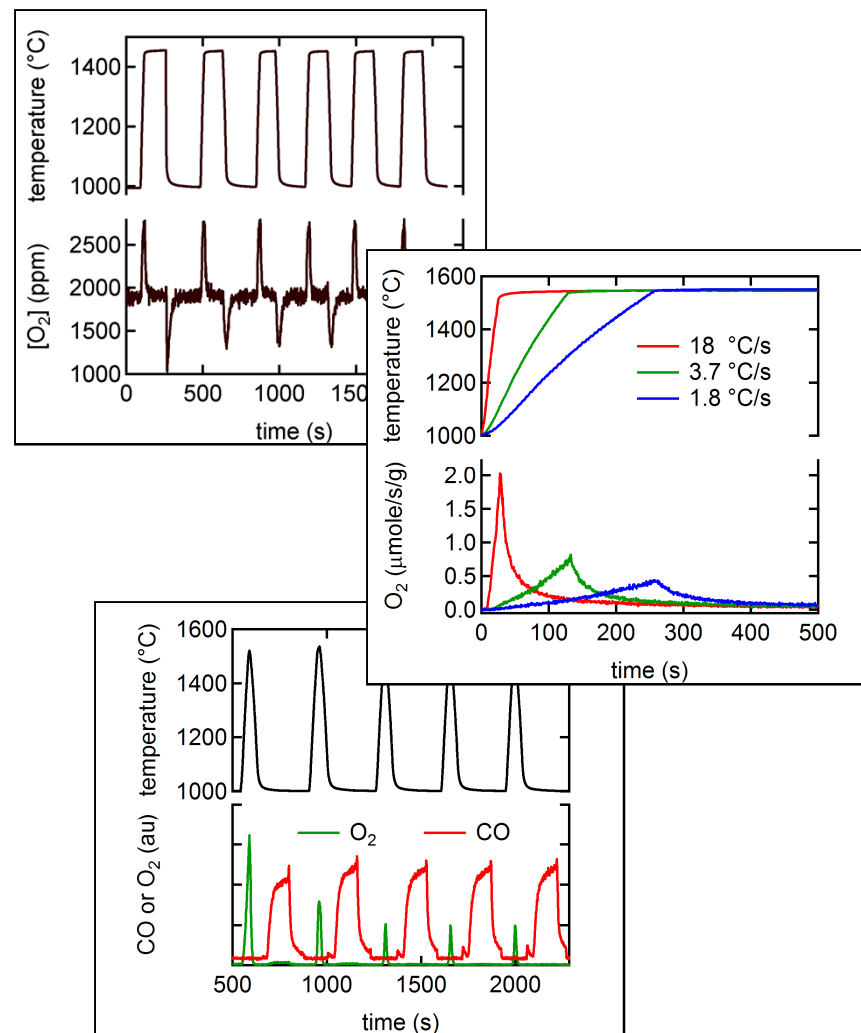 temperature (°C)
1400
1200
1000
[O₂] (ppm)
2500
2000
1500
1000
0
500
1000
150
time (s)
temperature (°C)
1600
1400
1200
1000
18 °C/s
3.7 °C/s
1.8 °C/s
O₂ (µmole/s/g)
2.0
1.5
1.0
0.5
0.0
0
100
200
300
400
500
time (s)
temperature (°C)
1600
1400
1200
1000
CO or O₂ (au)
O₂
CO
500
1000
1500
2000
time (s)